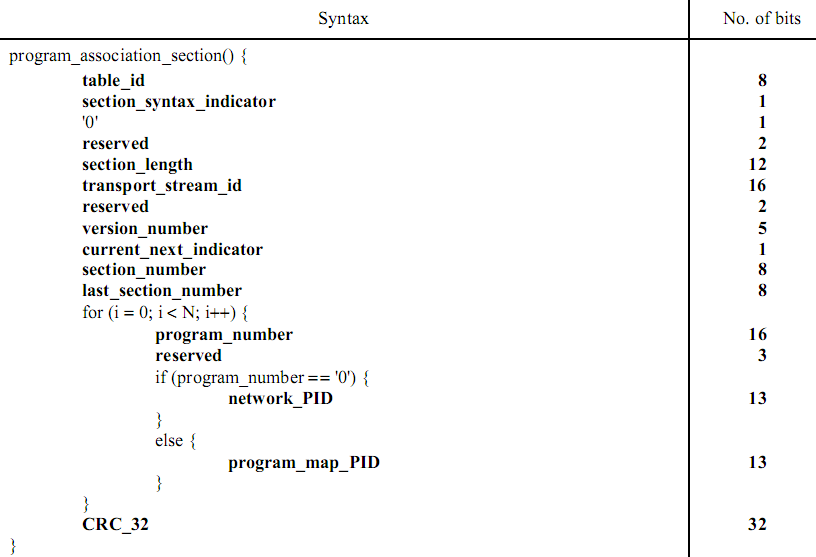 Syntax No. of bits
program_association_section() {
table_id 8
section_syntax_indicator 1
'0' 1
reserved 2
section_length 12
transport_stream_id 16
reserved 2
version_number 5
current_next_indicator 1
section_number 8
last_section_number 8
for (i = 0; i < N; i++) {
program_number 16
reserved 3
if (program_number == '0') {
network_PID 13
}
else {
program_map_PID 13
}
}
CRC_32 32
}